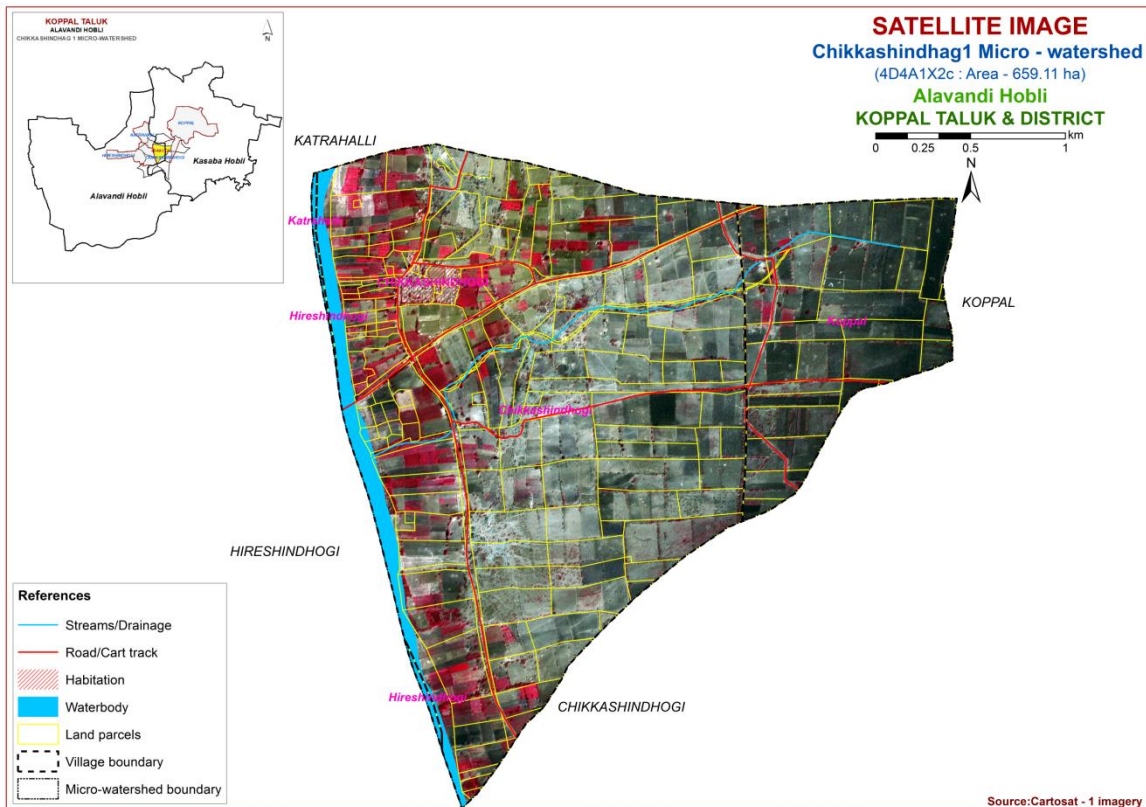 KOPPAL TALUK
ALAVANDI HOBLI
CHIKKASHINDHAG 1 MICRO-WATERSHED
N
KOPPAL
Kasaba Hobli
Alavandi Hobli
SATELLITE IMAGE
Chikkashindhag1 Micro - watershed
(4D4A1X2c : Area - 659.11 ha)
Alavandi Hobli
KOPPAL TALUK & DISTRICT
km
0 0.25 0.5 1
N
KATRAHALLI
Hireshindhogi
Koppal
KOPPAL
Chikkashindhogi
HIRESHINDHOGI
Hireshindhogi
CHIKKASHINDHOGI
References
Streams/Drainage
Road/Cart track
Habitation
Waterbody
Land parcels
Village boundary
Micro-watershed boundary
Source:Cartosat - 1 imagery